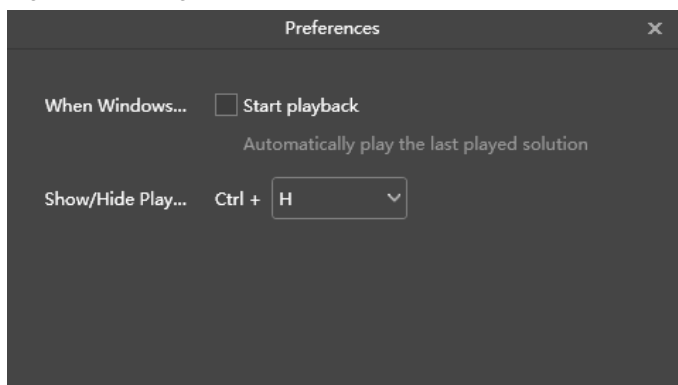 Preferences
When Windows... Start playback
Automatically play the last played solution
Show/Hide Play... Ctrl + H